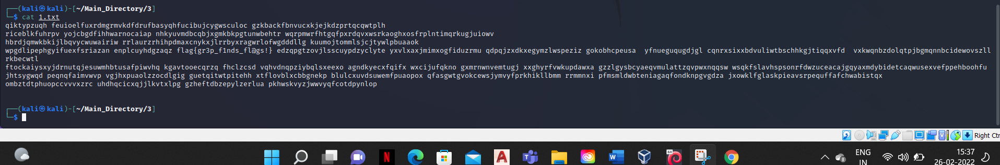 ┌──(kali㉿kali)-[~/Main_Directory/3]
└─$ cat 1.txt
qiktypzuqh feuioelfuxrdmgrmvkdfdrufbasyqhfucibujcygwsculoc gzkbackfbnvucxkjejkdzprtqcqwtplh
riceblkfuhrpv yojcbgdfihhwarnocaiap nhkyuvmdbcqbjxgmkbkpgtunwbehtr wqrpmwrfhtgqfpxrdqvxwsrkaoghxosfrplntimqrkugjuiowv
hbrdjqmwkbkijlbqvycwuwairiw rrlaurzrhihpdmaxcnykxjlrrbyxragwrlofwgdddllg kuumojtommlsjcjtywlpbuaaok
wpgdlipephgyifuexfsriazan enplcuyhdgzaqz flag{gr3p_f1nds_fl@gs!} edzqpgtzovjlsscuypdzyclyte yxvlxaxjmimxogfiduzrmu qdpqjzxdkxegymzlwspeziz gokobhcpeusa  yfnueguqugdjgl cqnrxsixxbdvuliwtbschhkgjtiqqxvfd  vxkwqnbzdolqtpjbgmqnnbcidewovszll
rkbecwtl
ftockaiysxyjdrnutqjesuwmhbtusafpiwvhq kgavtooecqrzq fhclzcsd vqhvdnqpziybqlsxeexo agndkyecxfqifx wxcijufqkno gxmrnwnvemtugj xxghyrfvwkupdawxa gzzlgysbcyaeqvmulattzqvpwxnqqsw wsqkfslavhspsonrfdwzuceacajgqyaxmdybidetcaqwusexvefppehboohfu
jhtsygwqd peqnqfaimvwvp vgjhxpuaolzzocdlgig guetqitwtpitehh xtflovblxcbbgnekp blulcxuvdsuwemfpuaopox qfasgwtgvokcewsjymvyfprkhikllbmm rrmmnxi pfmsmldwbteniagaqfondknpgvgdza jxowklfglaskpieavsrpequffafchwabistqx
ombztdtphuopccvvvxzrc uhdhqcicxqjjlkvtxlpg gzheftdbzepylzerlua pkhwskvyzjwwvyqfcotdpynlop
┌──(kali㉿kali)-[~/Main_Directory/3]
└─$
Right Ctr
ENG
IN
15:37
26-02-2022